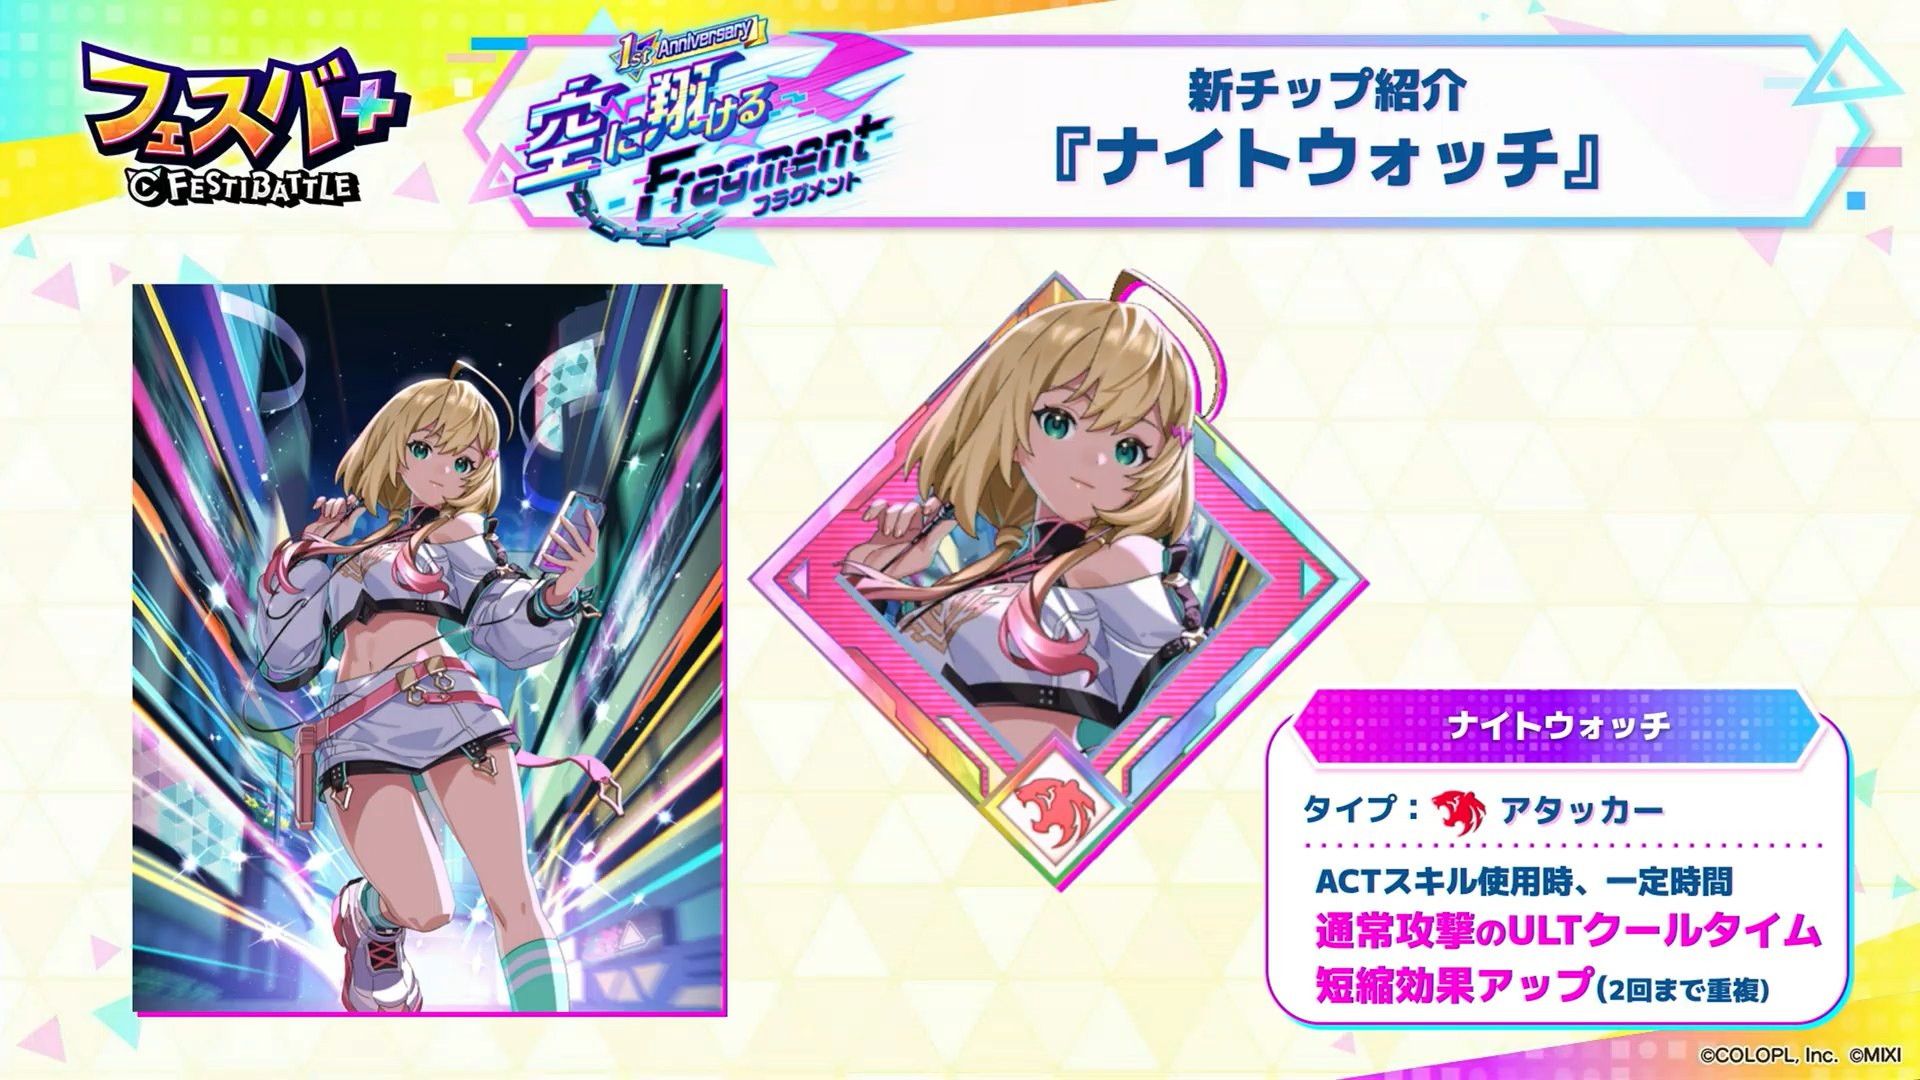 フェスバ+
FESTIBATTLE
1st Anniversary
空に翔ける
Fragment
フラグメント
新チップ紹介
『ナイトウォッチ』
ナイトウォッチ
タイプ： アタッカー
ACTスキル使用時、一定時間
通常攻撃のULTクールタイム
短縮効果アップ(2回まで重複)
©COLOPL, Inc. ©MIXI